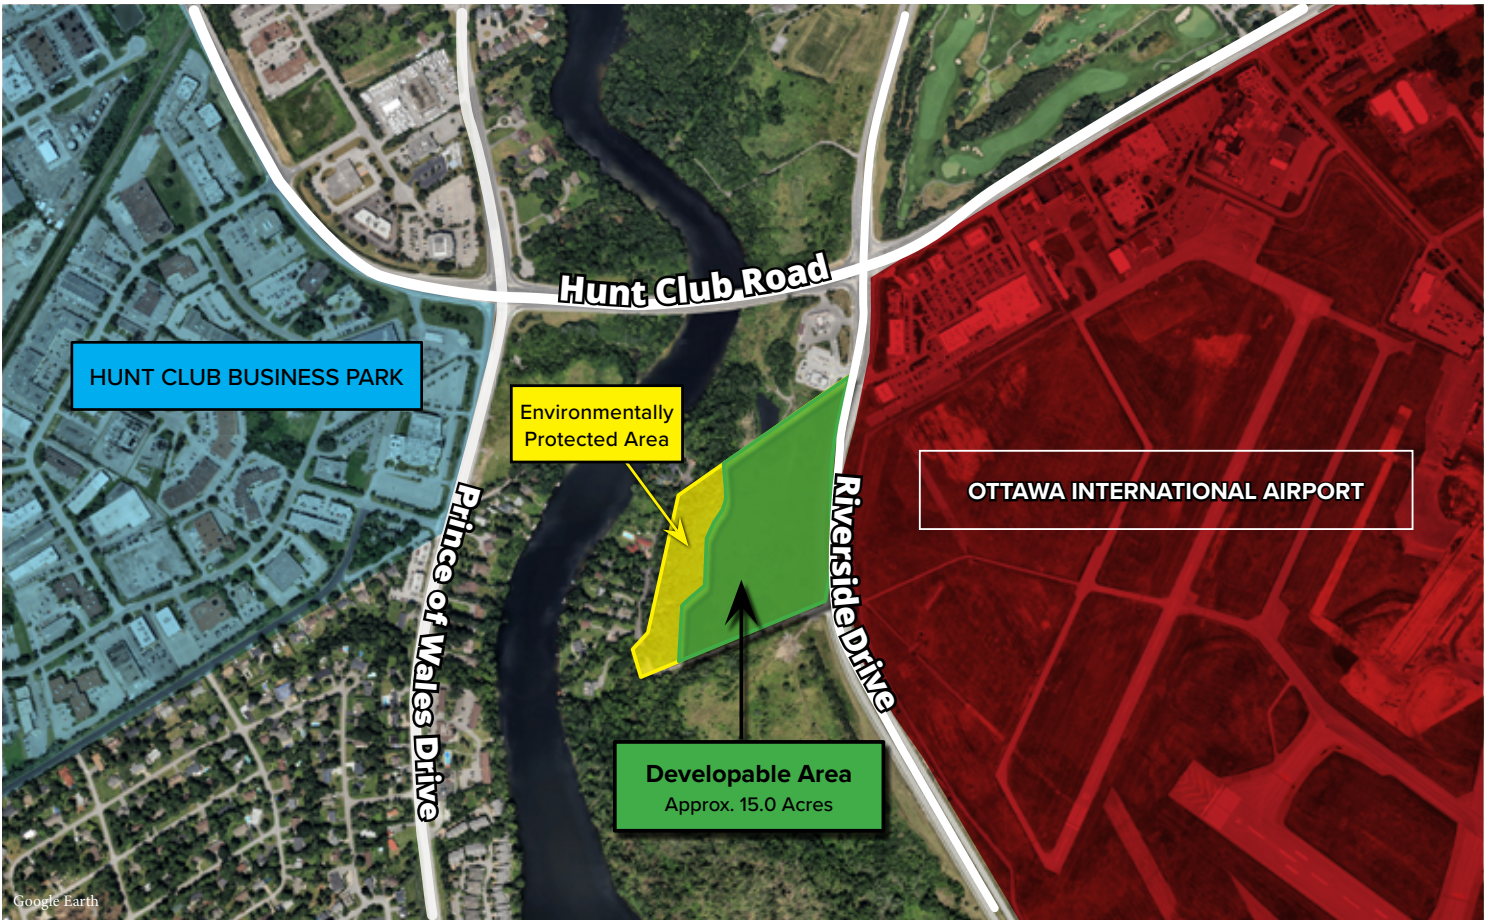 Hunt Club Road
HUNT CLUB BUSINESS PARK
Environmentally
Protected Area
OTTAWA INTERNATIONAL AIRPORT
Prince of Wales Drive
Riverside Drive
Developable Area
Approx. 15.0 Acres
Google Earth